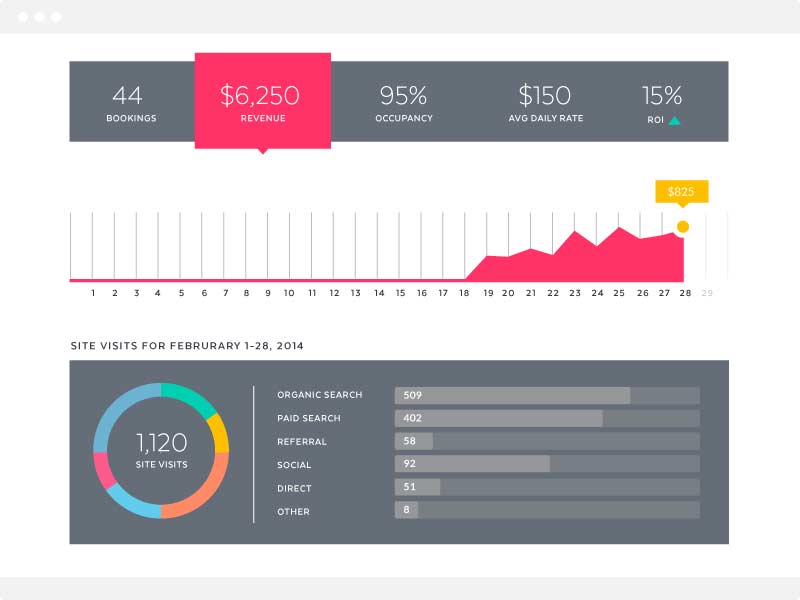 44
BOOKINGS
$6,250
REVENUE
95%
OCCUPANCY
$150
AVG DAILY RATE
15%
ROI
$825
1 2 3 4 5 6 7 8 9 10 11 12 13 14 15 16 17 18 19 20 21 22 23 24 25 26 27 28 29
SITE VISITS FOR FEBRURARY 1-28, 2014
1,120
SITE VISITS
ORGANIC SEARCH 509
PAID SEARCH 402
REFERRAL 58
SOCIAL 92
DIRECT 51
OTHER 8